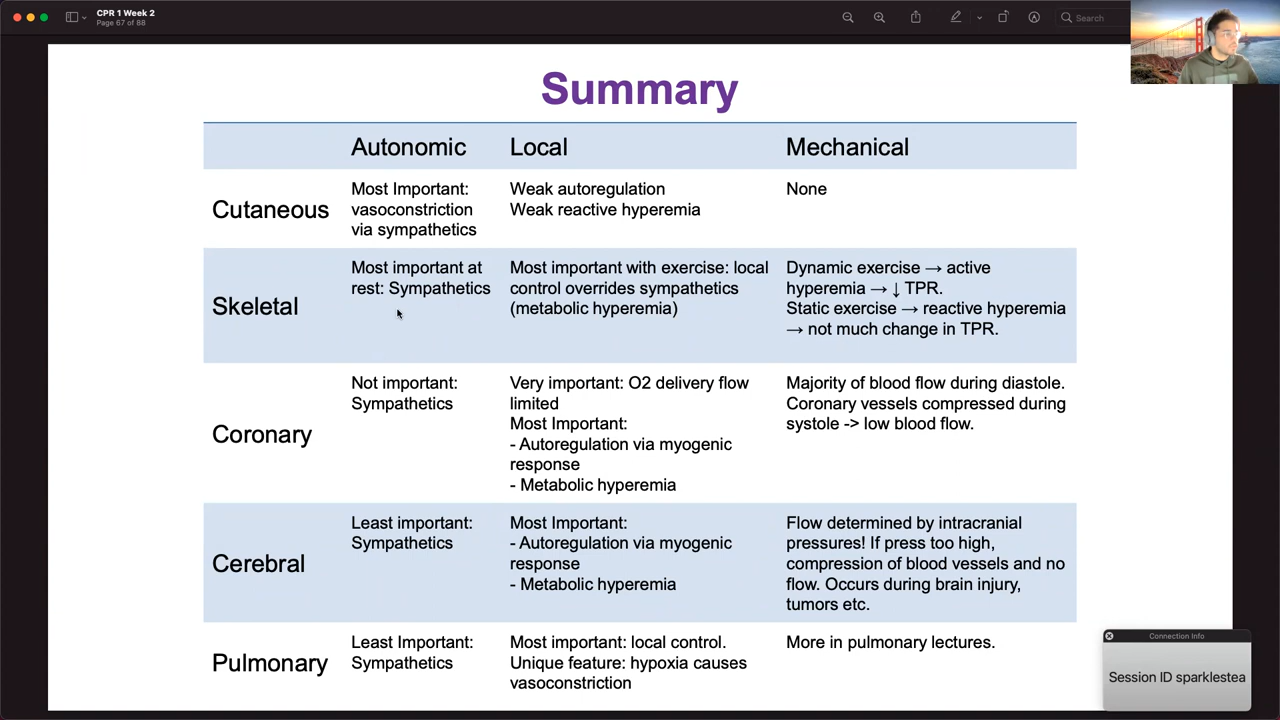 CPR 1 Week 2
Page 67 of 88
Search
Summary
Autonomic
Local
Mechanical
Cutaneous
Most Important:
vasoconstriction
via sympathetics
Weak autoregulation
Weak reactive hyperemia
None
Skeletal
Most important at
rest: Sympathetics
Most important with exercise: local
control overrides sympathetics
(metabolic hyperemia)
Dynamic exercise → active
hyperemia → ↓ TPR.
Static exercise → reactive hyperemia
→ not much change in TPR.
Coronary
Not important:
Sympathetics
Very important: O2 delivery flow
limited
Most Important:
- Autoregulation via myogenic
response
- Metabolic hyperemia
Majority of blood flow during diastole.
Coronary vessels compressed during
systole -> low blood flow.
Cerebral
Least important:
Sympathetics
Most Important:
- Autoregulation via myogenic
response
- Metabolic hyperemia
Flow determined by intracranial
pressures! If press too high,
compression of blood vessels and no
flow. Occurs during brain injury,
tumors etc.
Pulmonary
Least Important:
Sympathetics
Most important: local control.
Unique feature: hypoxia causes
vasoconstriction
More in pulmonary lectures.
Connection Info
Session ID sparklestea